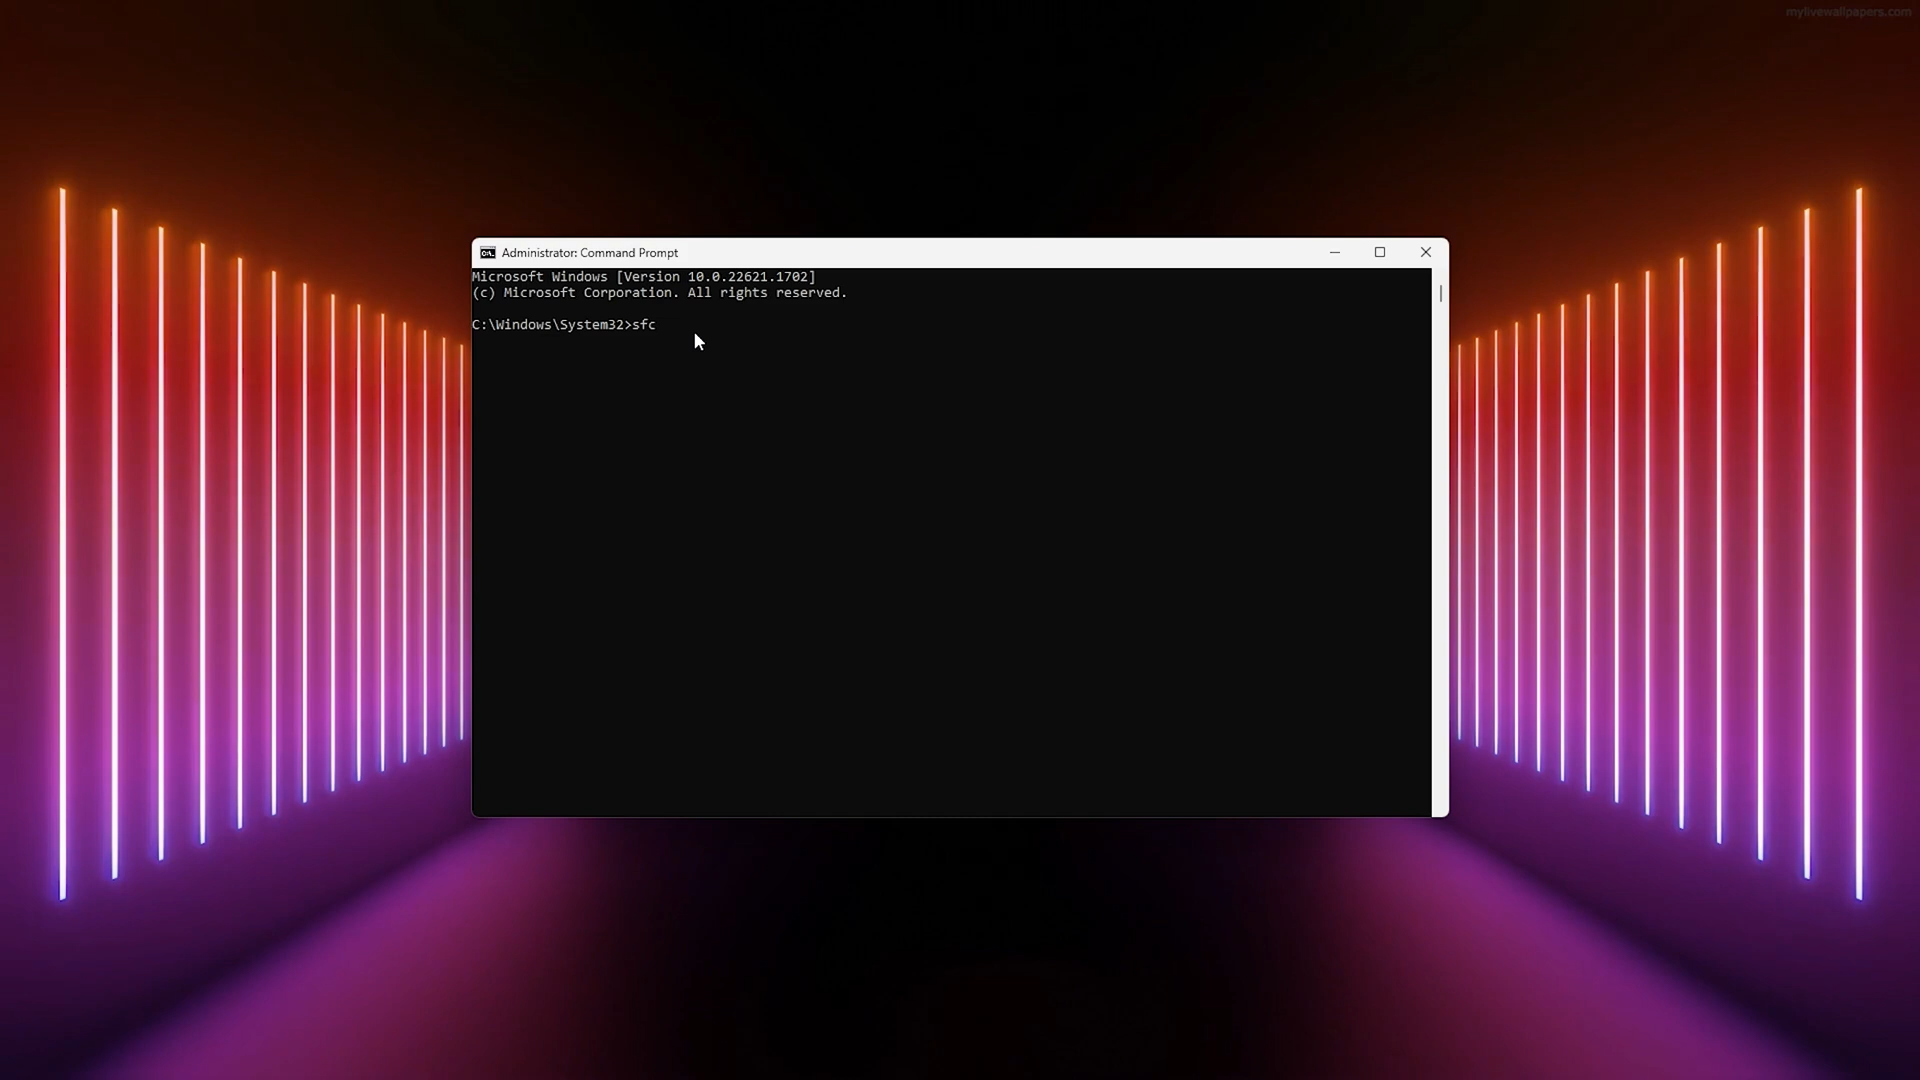 mylivewallpapers.com
Administrator: Command Prompt
Microsoft Windows [Version 10.0.22621.1702]
(c) Microsoft Corporation. All rights reserved.
C:\Windows\System32>sfc